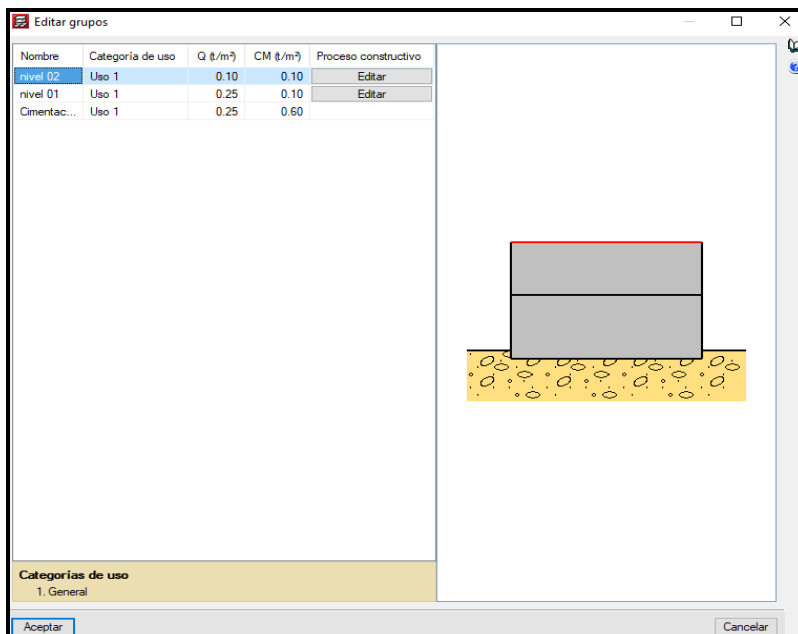 Editar grupos
Nombre Categoría de uso Q (t/m²) CM (t/m²) Proceso constructivo
nivel 02 Uso 1 0.10 0.10 Editar
nivel 01 Uso 1 0.25 0.10 Editar
Cimentac... Uso 1 0.25 0.60
Categorías de uso
1. General
Aceptar Cancelar